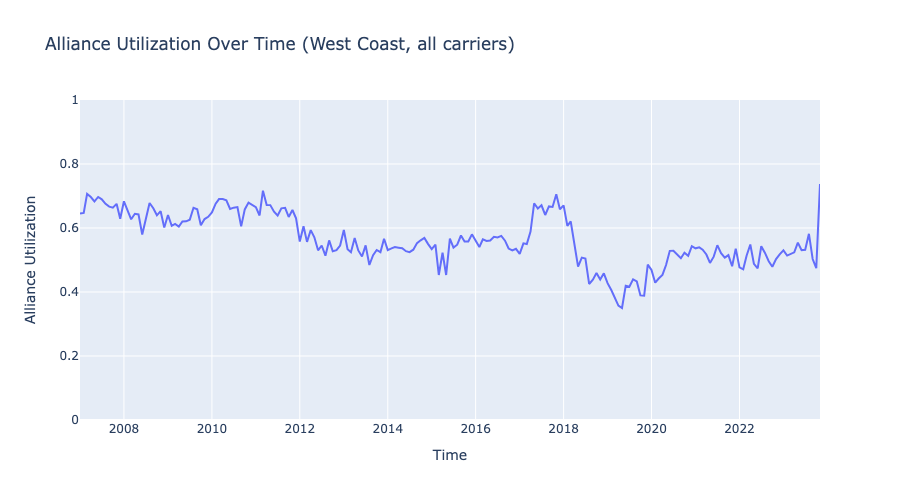 Alliance Utilization Over Time (West Coast, all carriers)
1
0.8
0.6
0.4
0.2
0
Alliance Utilization
2008 2010 2012 2014 2016 2018 2020 2022
Time